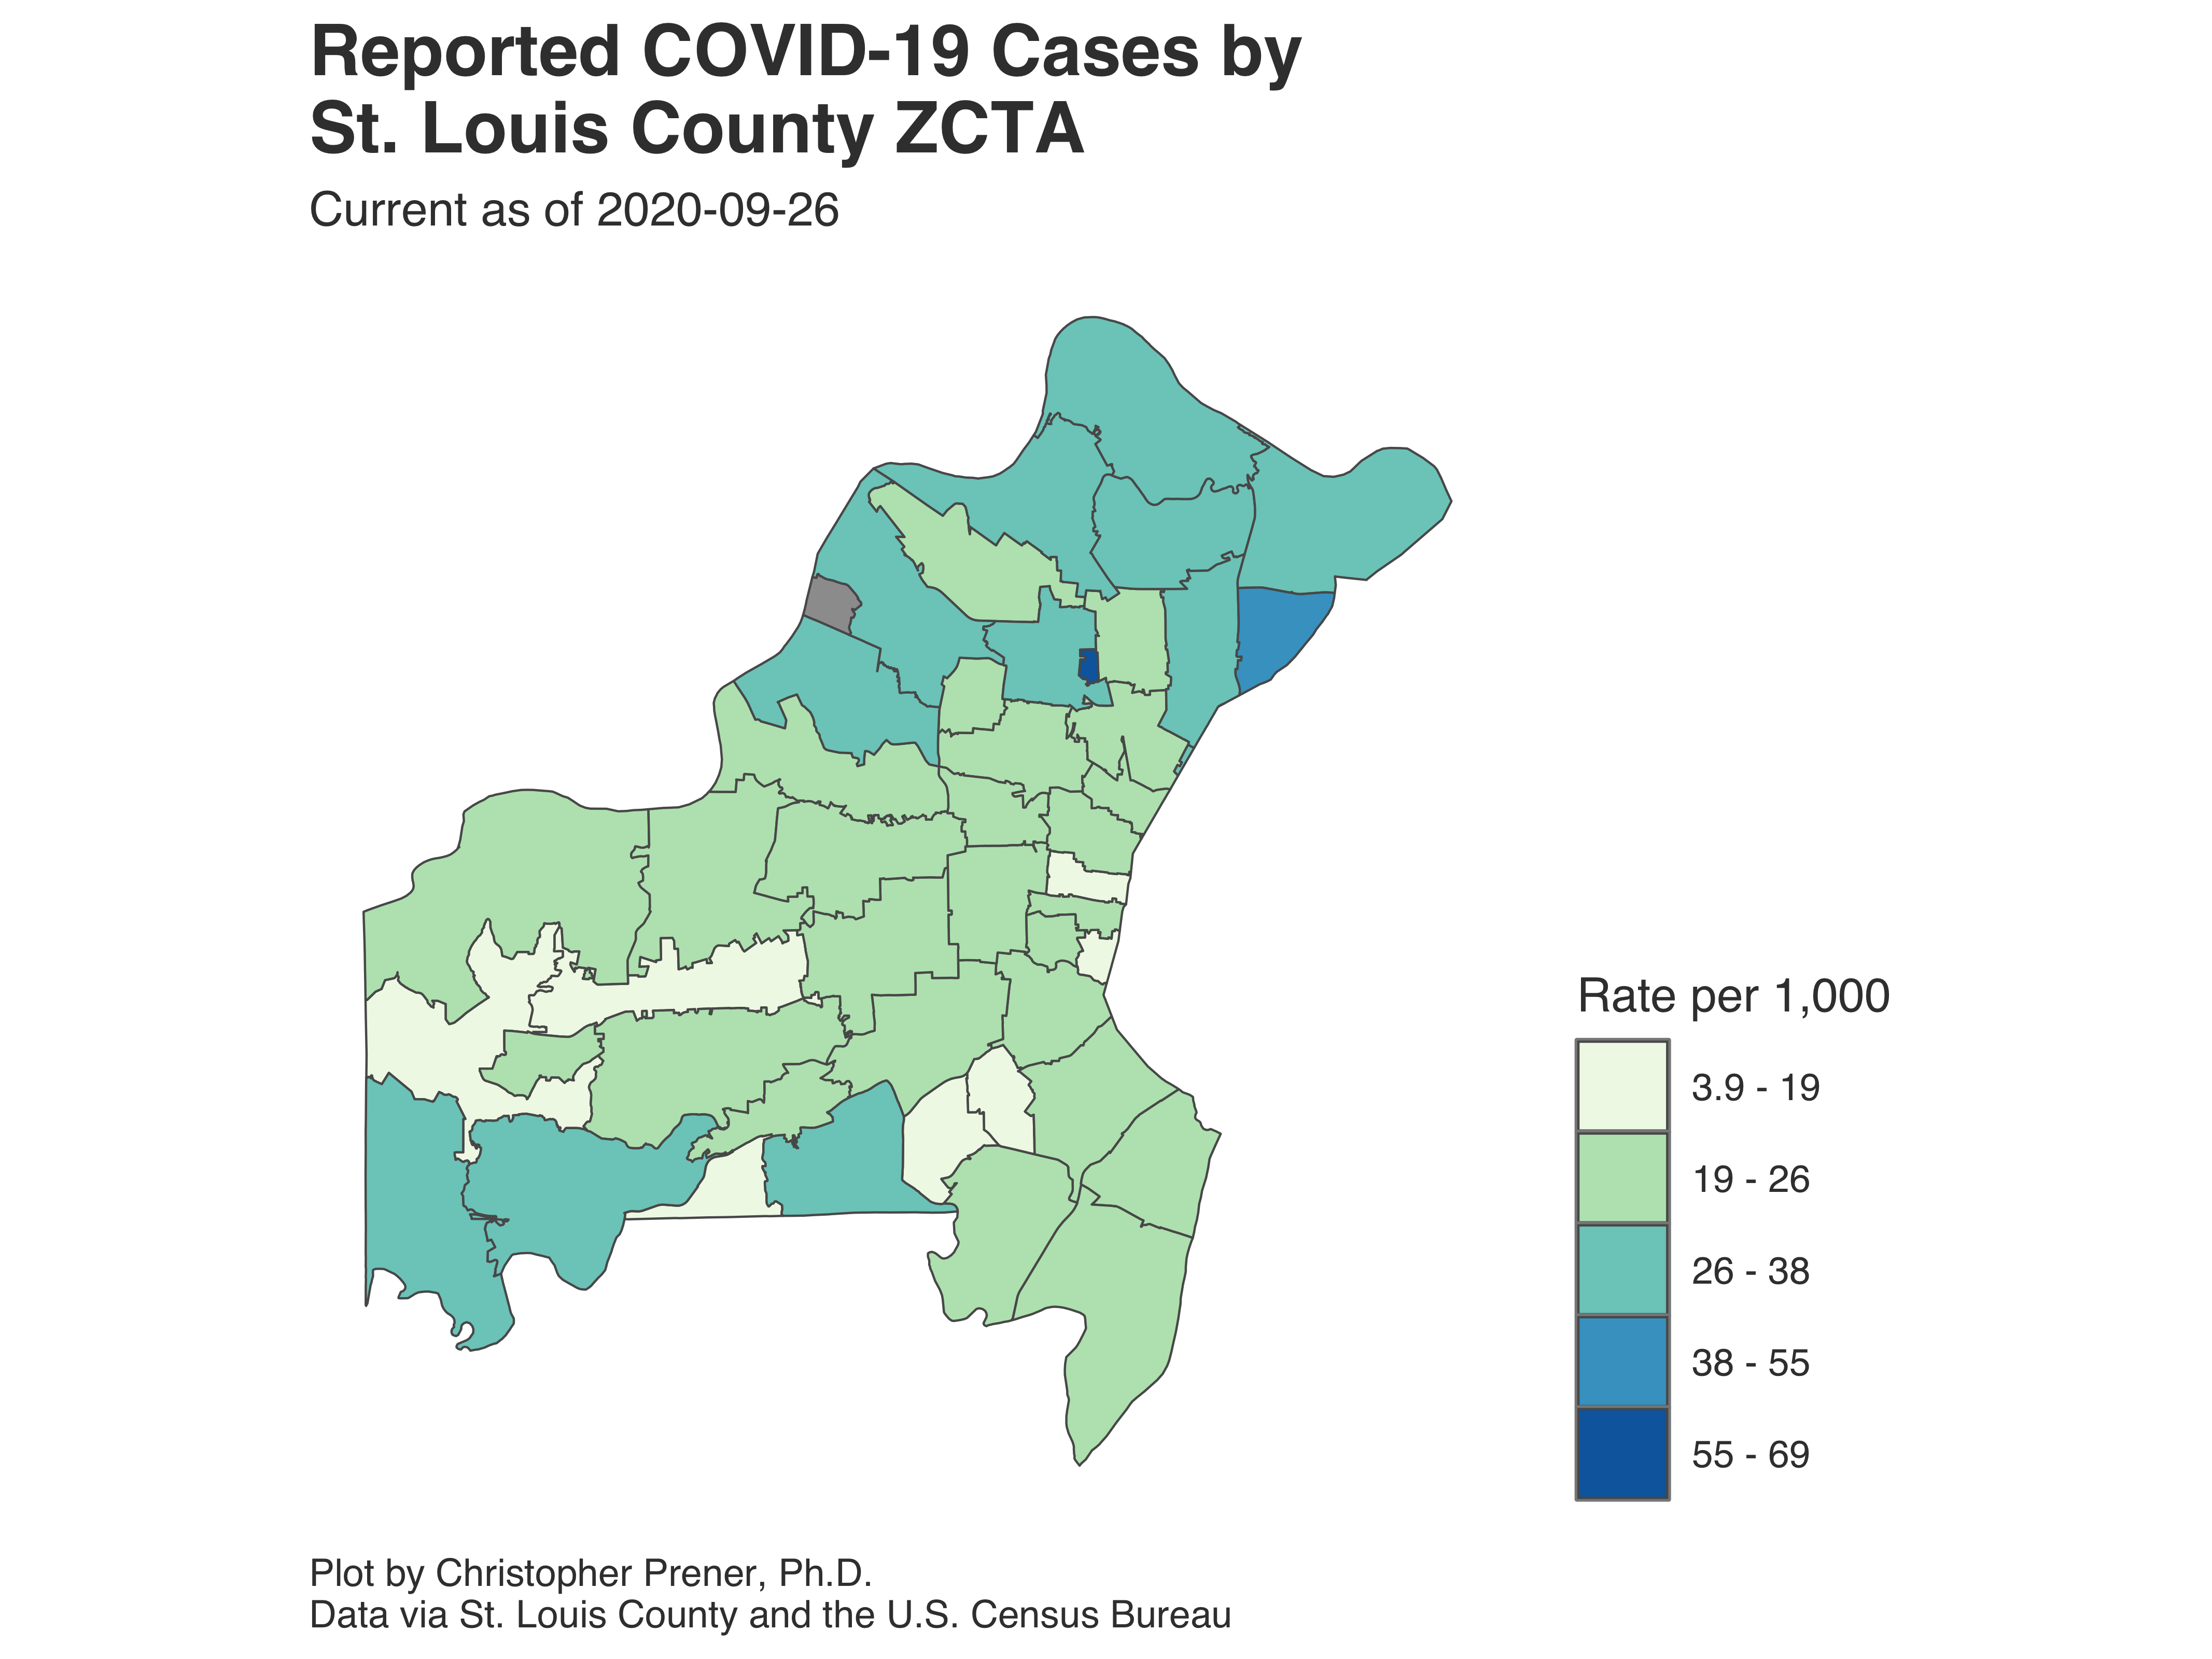 Reported COVID-19 Cases by
St. Louis County ZCTA
Current as of 2020-09-26
Rate per 1,000
3.9 - 19
19 - 26
26 - 38
38 - 55
55 - 69
Plot by Christopher Prener, Ph.D.
Data via St. Louis County and the U.S. Census Bureau